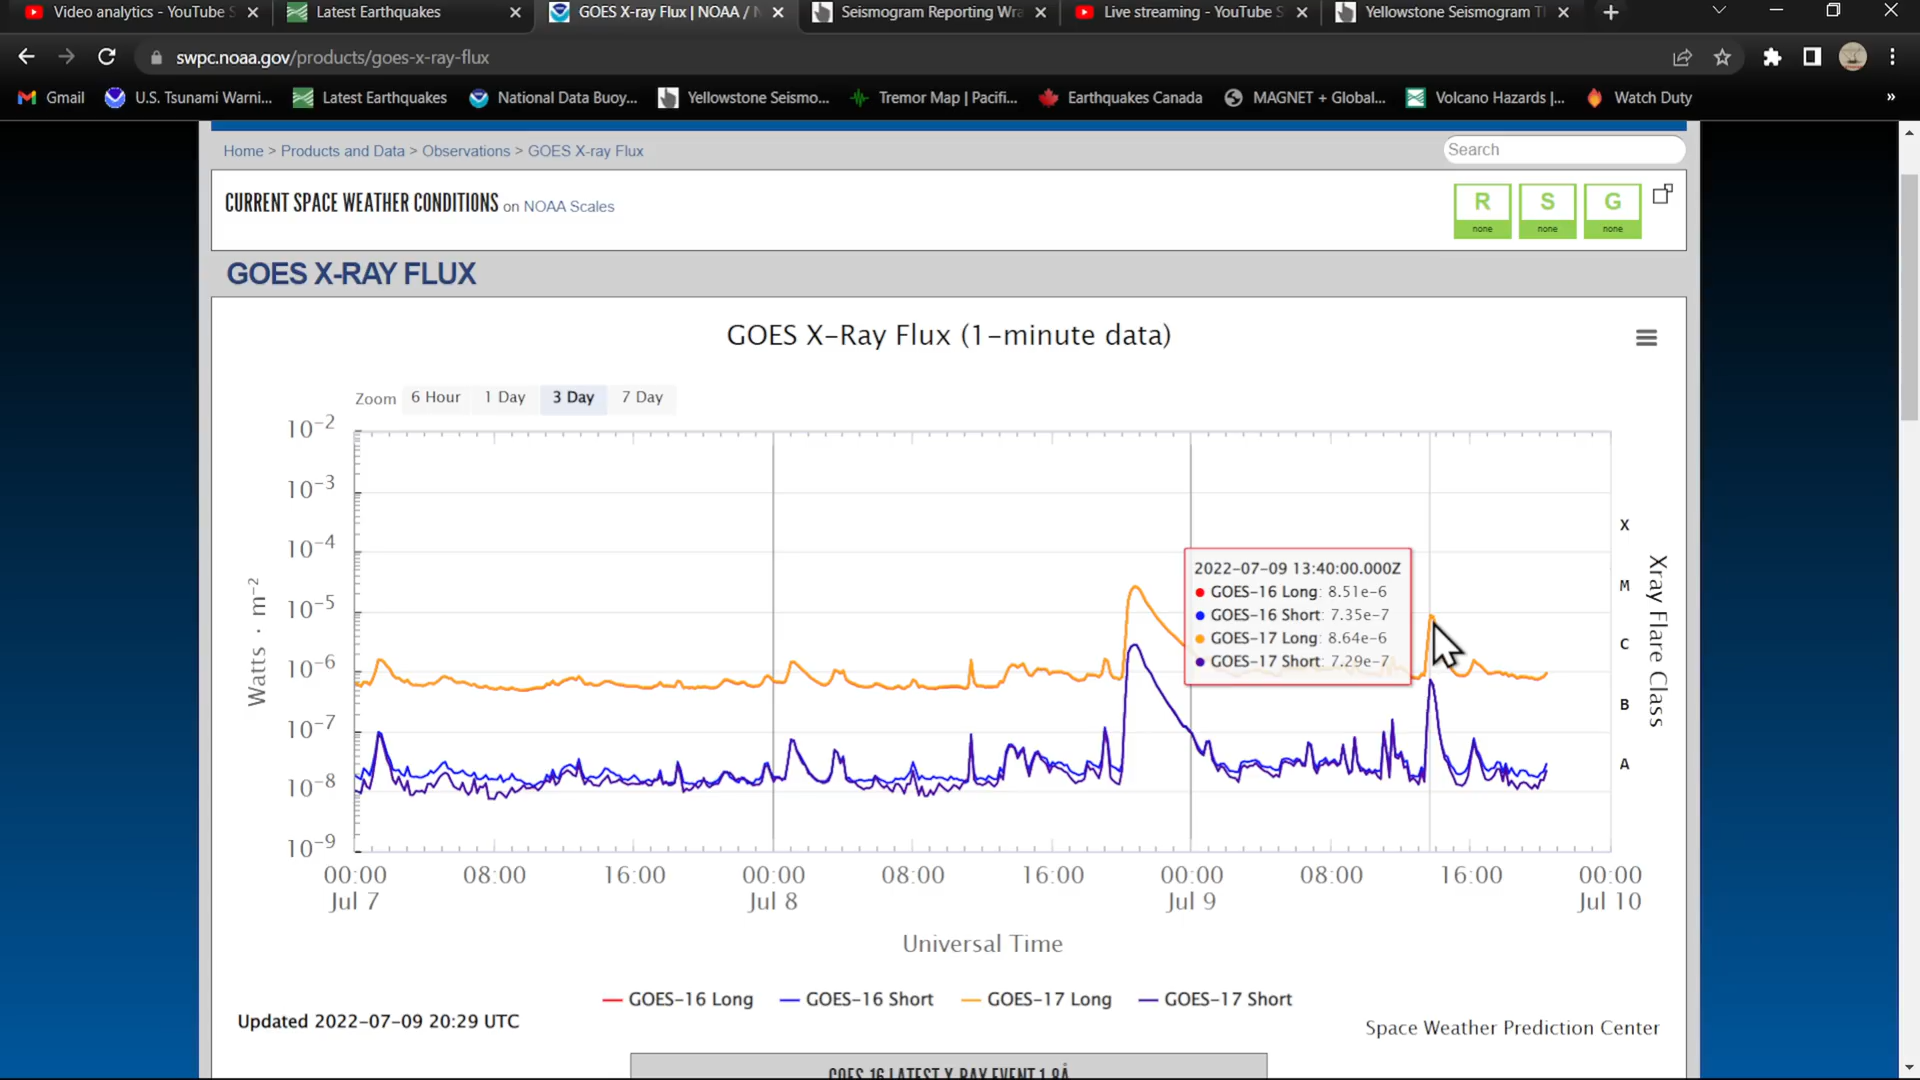 Video analytics - YouTube S
Latest Earthquakes
GOES X-ray Flux | NOAA / N
Seismogram Reporting Wra
Live streaming - YouTube S
Yellowstone Seismogram T
swpc.noaa.gov/products/goes-x-ray-flux
Gmail
U.S. Tsunami Warni...
Latest Earthquakes
National Data Buoy...
Yellowstone Seismo...
Tremor Map | Pacifi...
Earthquakes Canada
MAGNET + Global...
Volcano Hazards |...
Watch Duty
»
Home > Products and Data > Observations > GOES X-ray Flux
Search
CURRENT SPACE WEATHER CONDITIONS on NOAA Scales
R
none
S
none
G
none
GOES X-RAY FLUX
GOES X-Ray Flux (1-minute data)
Zoom 6 Hour 1 Day 3 Day 7 Day
10⁻²
10⁻³
10⁻⁴
10⁻⁵
10⁻⁶
10⁻⁷
10⁻⁸
10⁻⁹
Watts · m⁻²
X
M
C
B
A
Xray Flare Class
2022-07-09 13:40:00.000Z
GOES-16 Long: 8.51e-6
GOES-16 Short: 7.35e-7
GOES-17 Long: 8.64e-6
GOES-17 Short: 7.29e-7
00:00 08:00 16:00 00:00 08:00 16:00 00:00 08:00 16:00 00:00
Jul 7 Jul 8 Jul 9 Jul 10
Universal Time
GOES-16 Long GOES-16 Short GOES-17 Long GOES-17 Short
Updated 2022-07-09 20:29 UTC
Space Weather Prediction Center
GOES 16 LATEST X-RAY EVENT 1-8Å